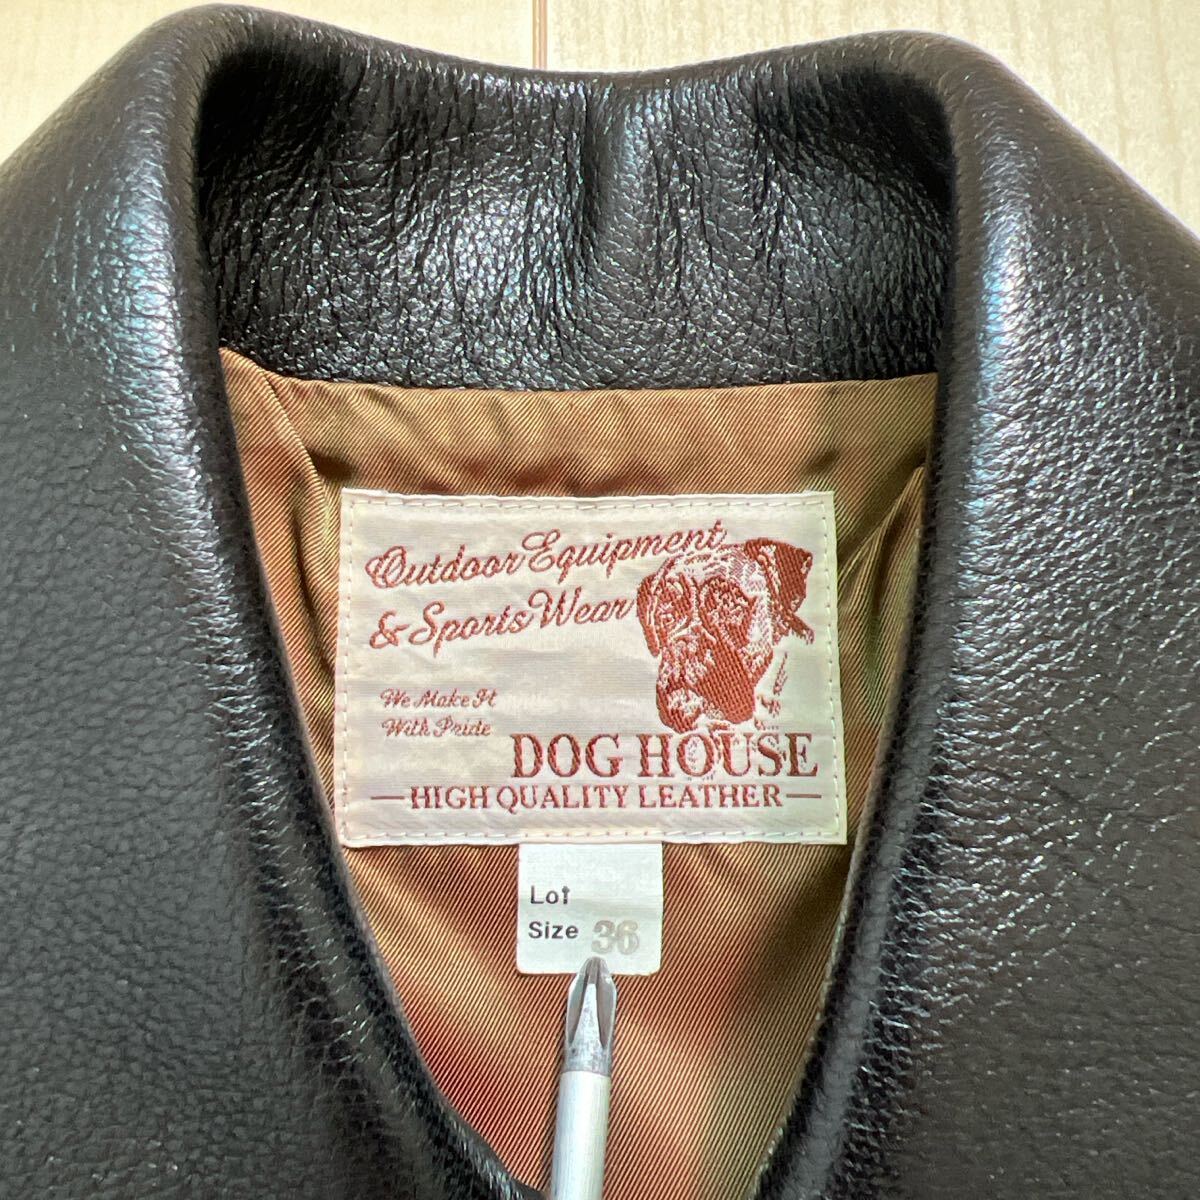 Outdoor Equipment
& Sports Wear
We Make It
With Pride
DOG HOUSE
HIGH QUALITY LEATHER
Lot
Size 36